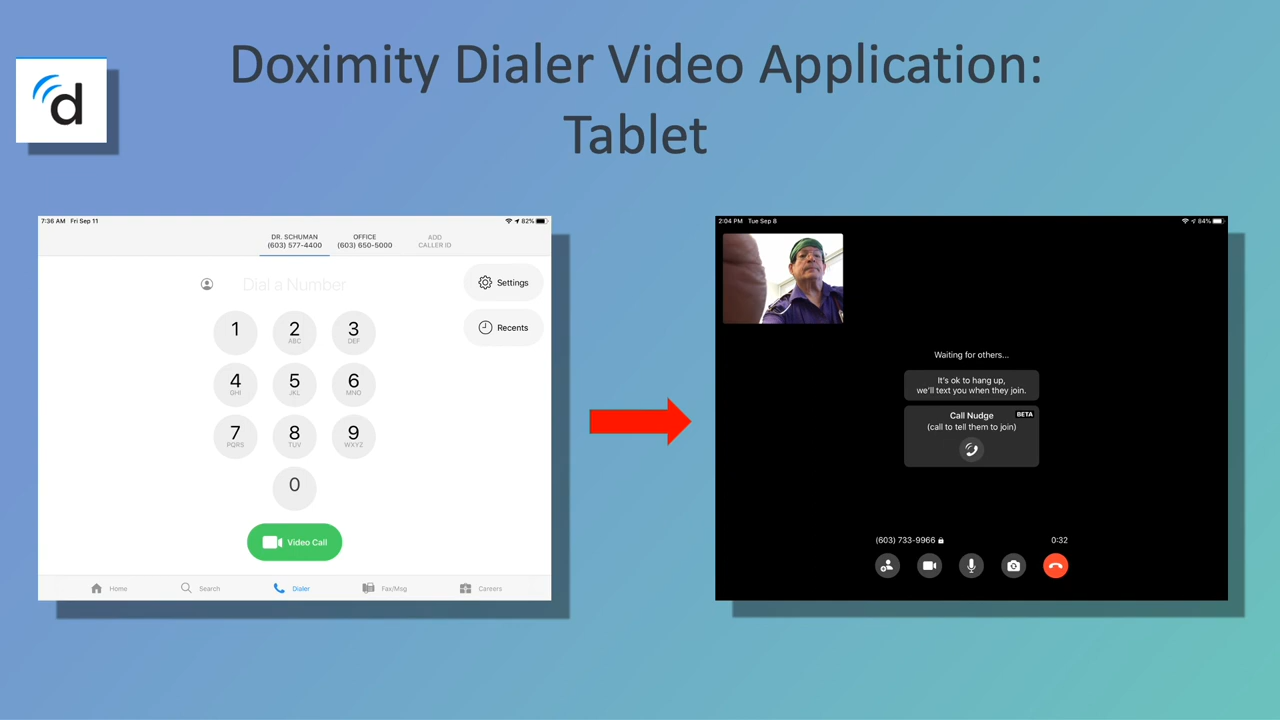 Doximity Dialer Video Application:
Tablet
d
7:36 AM Fri Sep 11
82%
DR. SCHUMAN
(603) 577-4400
OFFICE
(603) 650-5000
ADD
CALLER ID
Dial a Number
Settings
Recents
1
2
ABC
3
DEF
4
GHI
5
JKL
6
MNO
7
PQRS
8
TUV
9
WXYZ
0
Video Call
Home
Search
Dialer
Fax/Msg
Careers
2:04 PM Tue Sep 8
84%
Waiting for others...
It's ok to hang up,
we'll text you when they join.
Call Nudge
BETA
(call to tell them to join)
(603) 733-9966
0:32